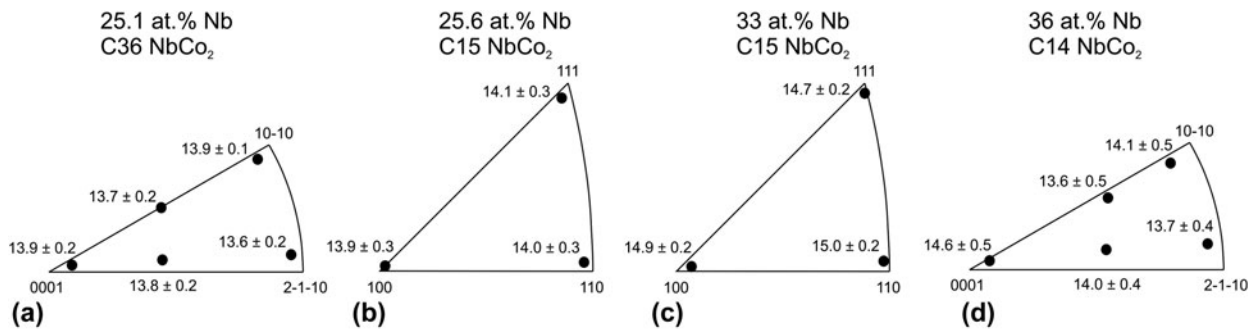 25.1 at.% Nb
C36 NbCo₂
10-10
13.9 ± 0.1
13.7 ± 0.2
13.9 ± 0.2
13.6 ± 0.2
0001
13.8 ± 0.2
2-1-10
(a)
25.6 at.% Nb
C15 NbCo₂
111
14.1 ± 0.3
13.9 ± 0.3
14.0 ± 0.3
100
110
(b)
33 at.% Nb
C15 NbCo₂
111
14.7 ± 0.2
14.9 ± 0.2
15.0 ± 0.2
100
110
(c)
36 at.% Nb
C14 NbCo₂
10-10
14.1 ± 0.5
13.6 ± 0.5
13.7 ± 0.4
14.6 ± 0.5
0001
14.0 ± 0.4
2-1-10
(d)